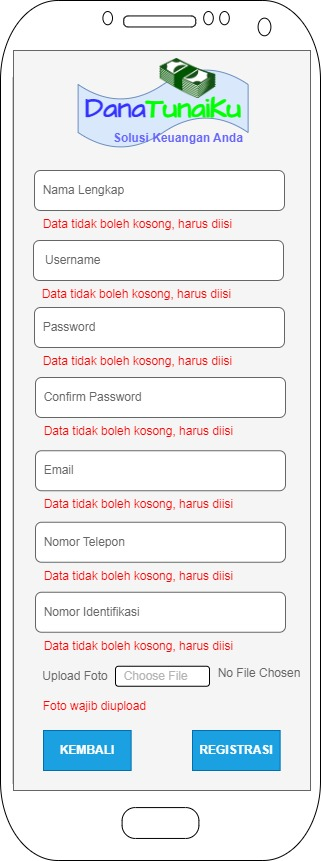 DanaTunaiKu
Solusi Keuangan Anda
Nama Lengkap
Data tidak boleh kosong, harus diisi
Username
Data tidak boleh kosong, harus diisi
Password
Data tidak boleh kosong, harus diisi
Confirm Password
Data tidak boleh kosong, harus diisi
Email
Data tidak boleh kosong, harus diisi
Nomor Telepon
Data tidak boleh kosong, harus diisi
Nomor Identifikasi
Data tidak boleh kosong, harus diisi
Upload Foto Choose File No File Chosen
Foto wajib diupload
KEMBALI REGISTRASI